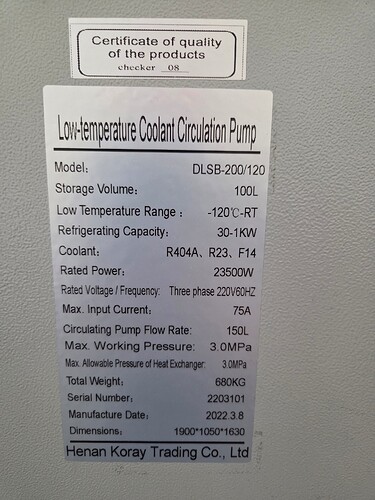 Certificate of quality
of the products
checker 08
Low-temperature Coolant Circulation Pump
Model: DLSB-200/120
Storage Volume: 100L
Low Temperature Range : -120℃-RT
Refrigerating Capacity: 30-1KW
Coolant: R404A、R23、F14
Rated Power: 23500W
Rated Voltage / Frequency: Three phase 220V60HZ
Max. Input Current: 75A
Circulating Pump Flow Rate: 150L
Max. Working Pressure: 3.0MPa
Max. Allowable Pressure of Heat Exchanger: 3.0MPa
Total Weight: 680KG
Serial Number: 2203101
Manufacture Date: 2022.3.8
Dimensions: 1900*1050*1630
Henan Koray Trading Co., Ltd